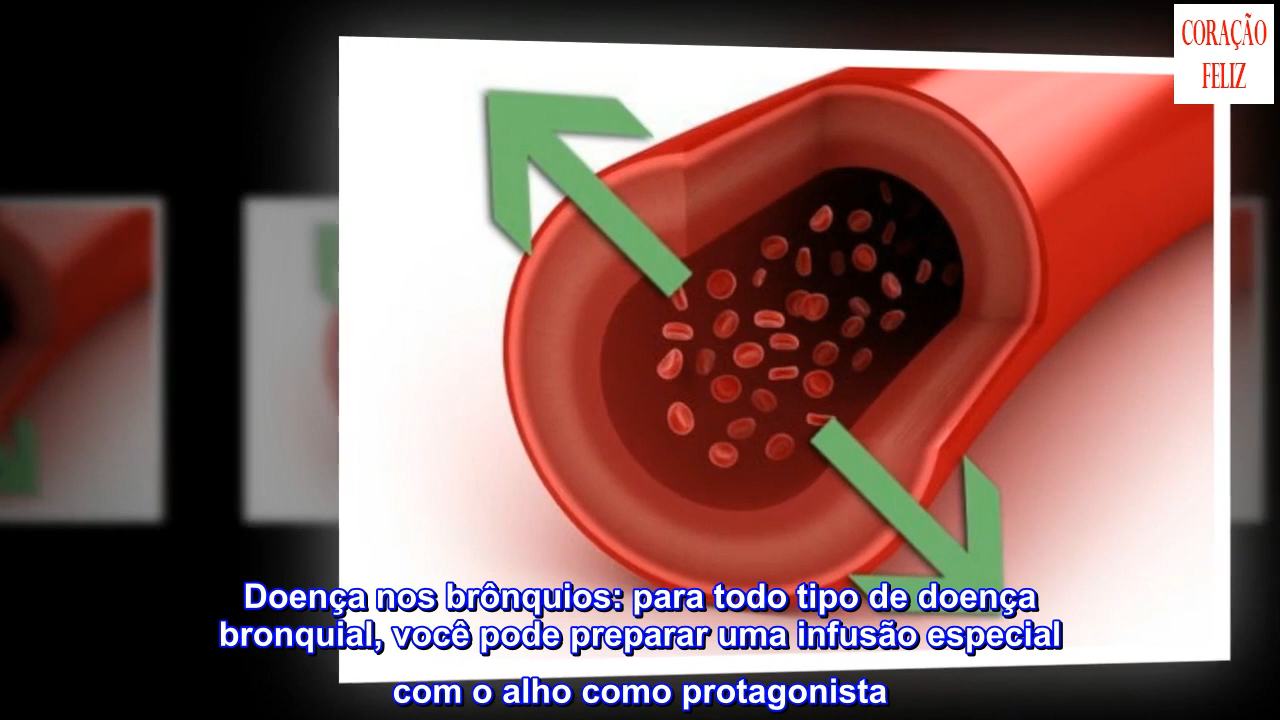 CORAÇÃO
FELIZ
Doença nos brônquios: para todo tipo de doença
bronquial, você pode preparar uma infusão especial
com o alho como protagonista